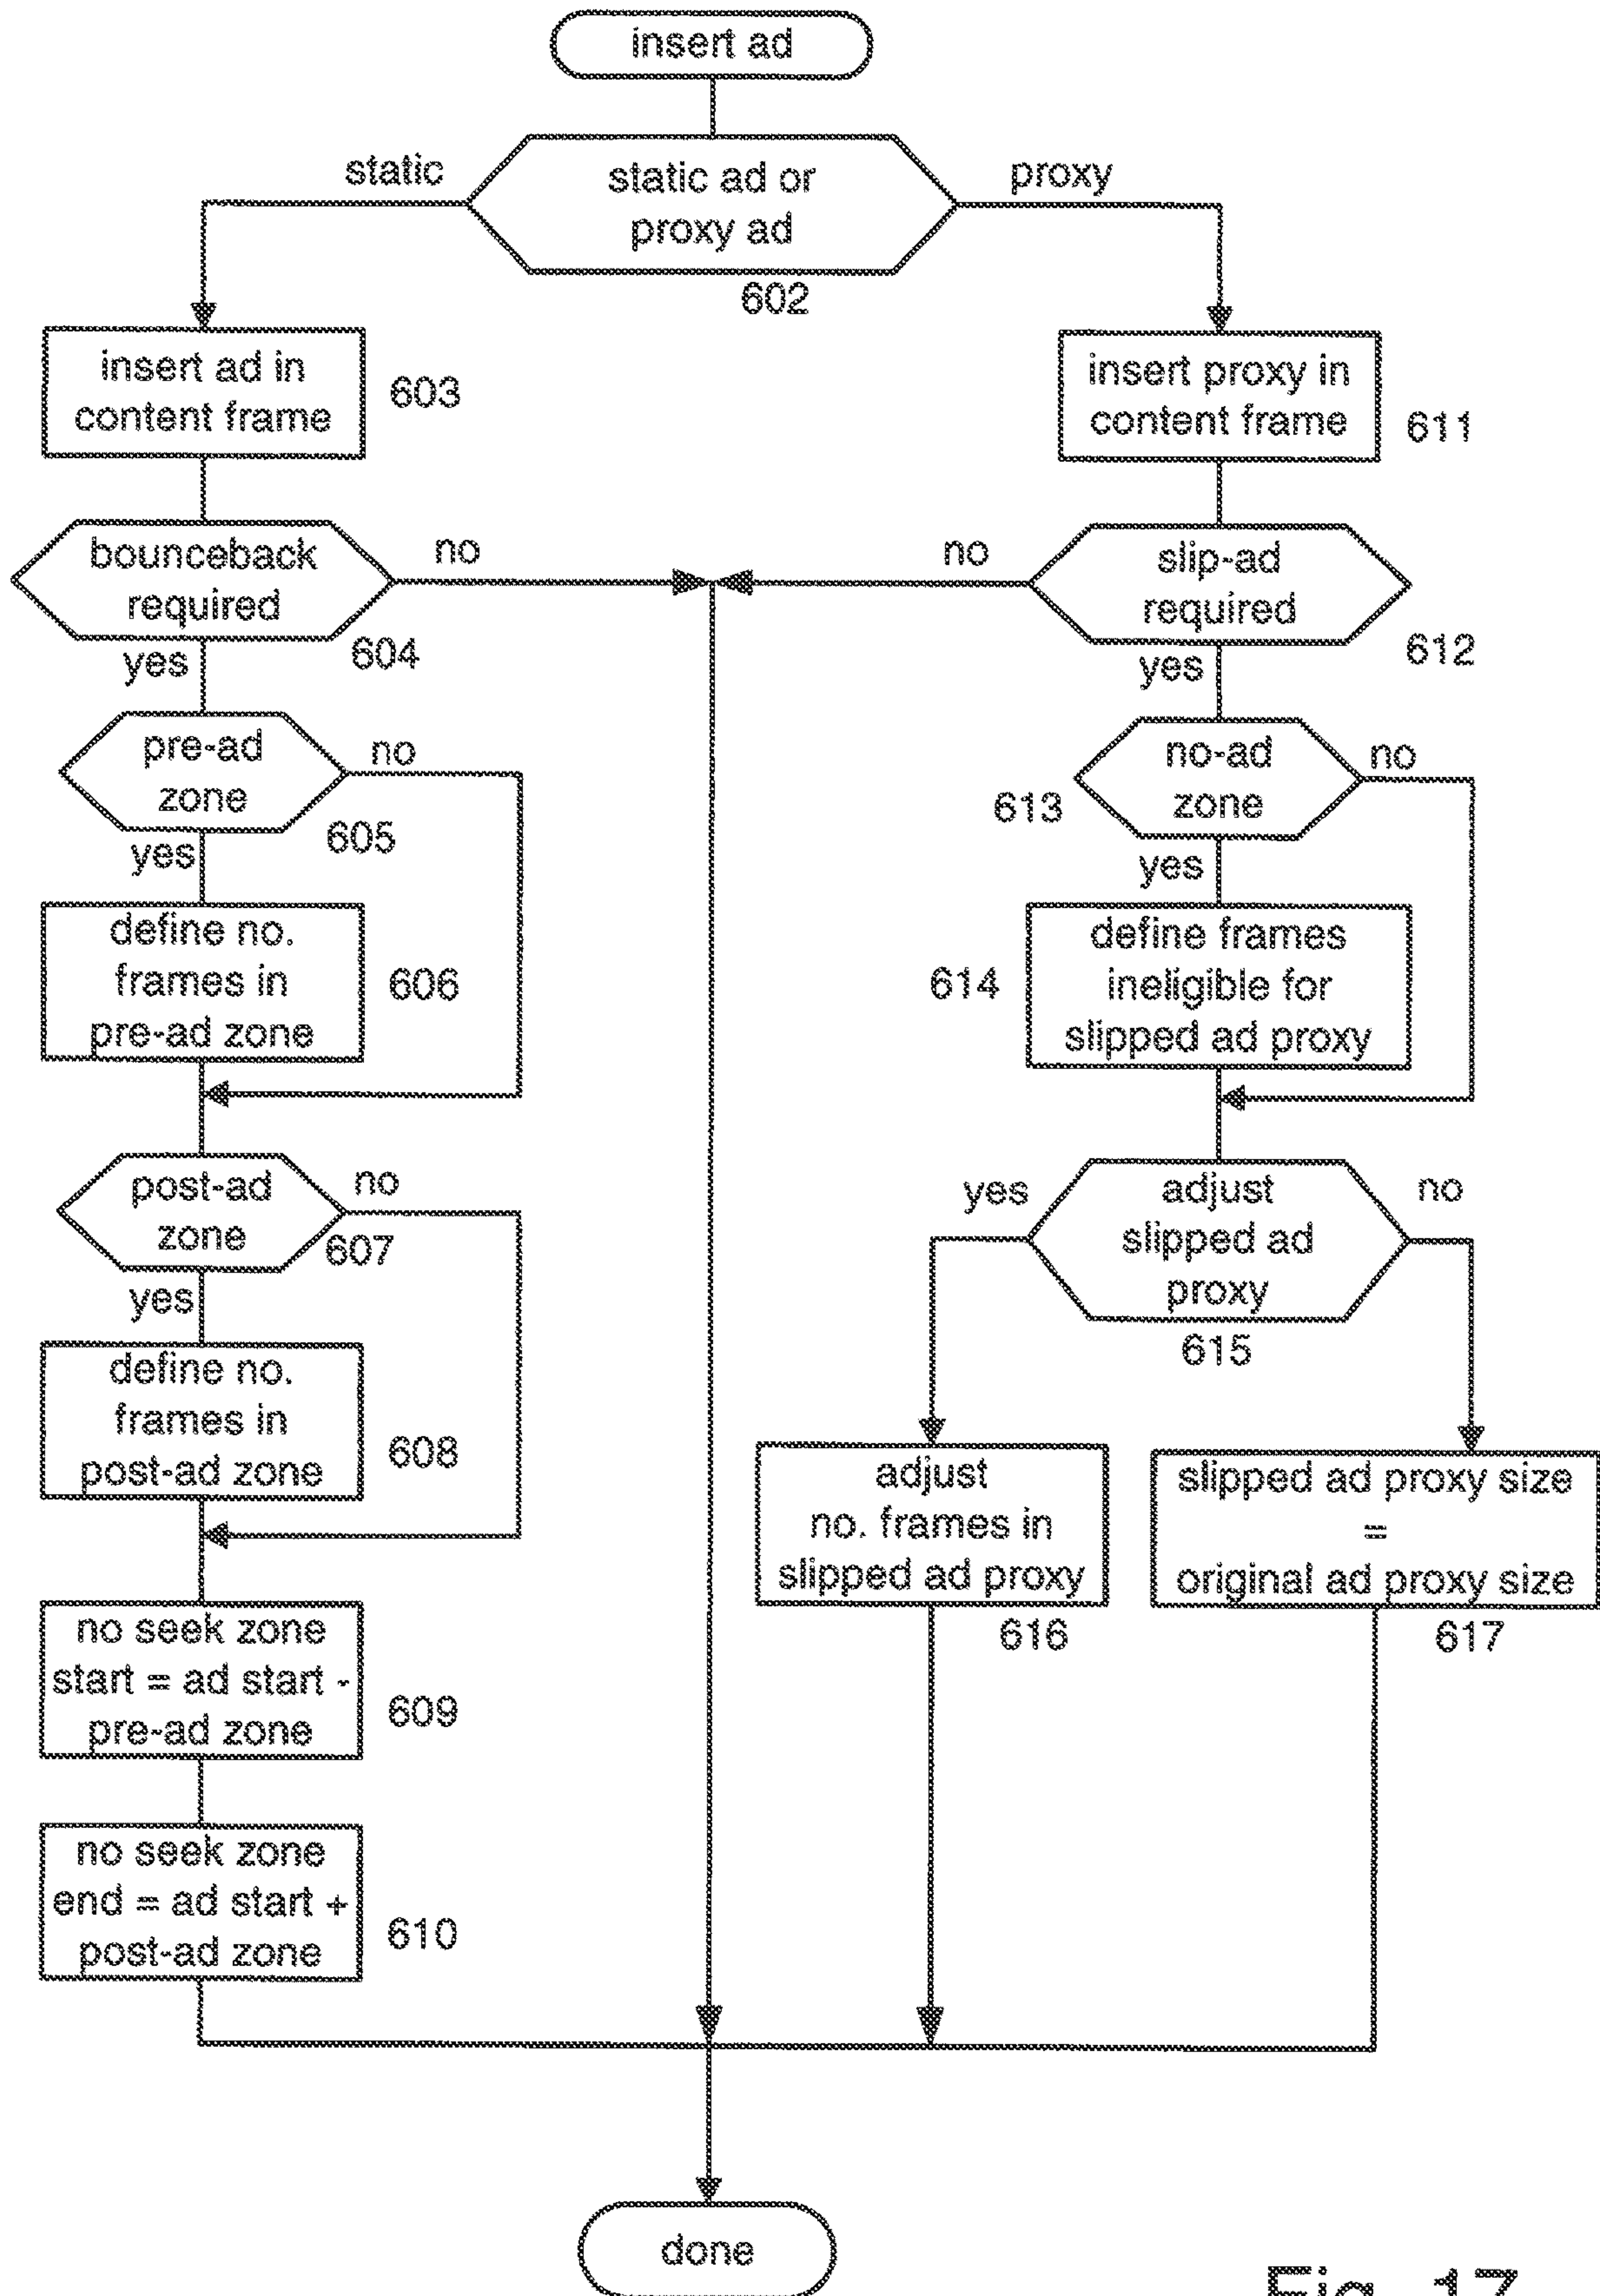 insert ad
static
static ad or
proxy ad
proxy
602
insert ad in
content frame
603
insert proxy in
content frame
611
bounceback
required
no
604
yes
no
slip-ad
required
612
yes
pre-ad
zone
no
605
yes
no-ad
zone
no
613
yes
define no.
frames in
pre-ad zone
606
define frames
ineligible for
slipped ad proxy
614
post-ad
zone
no
607
yes
yes
adjust
slipped ad
proxy
no
615
define no.
frames in
post-ad zone
608
adjust
no. frames in
slipped ad proxy
616
slipped ad proxy size
=
original ad proxy size
617
no seek zone
start = ad start -
pre-ad zone
609
no seek zone
end = ad start +
post-ad zone
610
done
Fig. 17